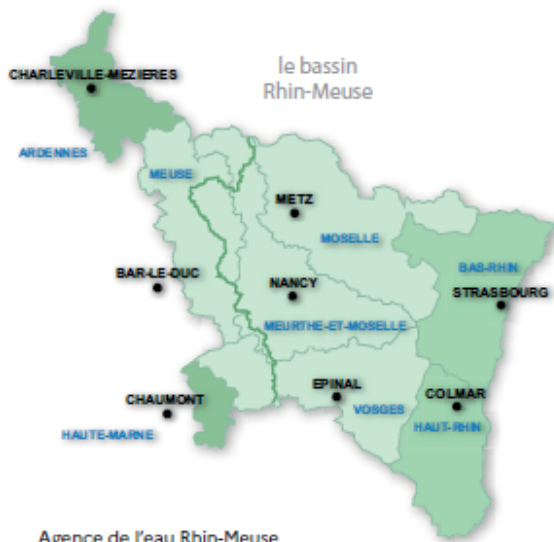 le bassin
Rhin-Meuse
CHARLEVILLE-MEZIERES
ARDENNES
MEUSE
METZ
MOSELLE
BAS-RHIN
BAR-LE-DUC
NANCY
STRASBOURG
MEURTHE-ET-MOSELLE
EPINAL
COLMAR
CHAUMONT
VOSGES
HAUT-RHIN
HAUTE-MARNE
Agence de l'eau Rhin-Meuse